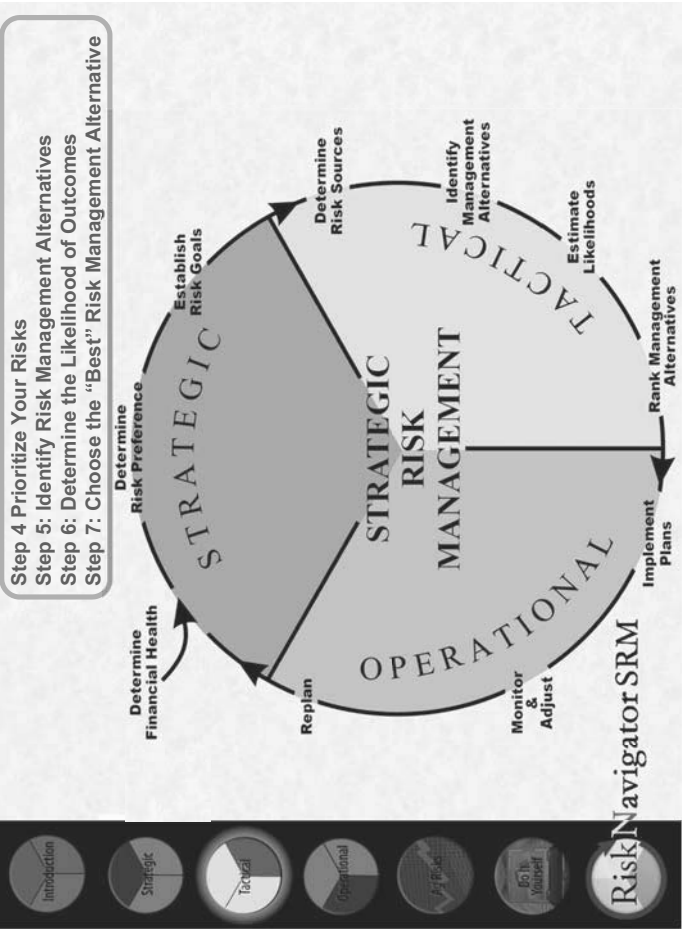 Step 4 Prioritize Your Risks
Step 5: Identify Risk Management Alternatives
Step 6: Determine the Likelihood of Outcomes
Step 7: Choose the “Best” Risk Management Alternative
Determine
Risk Preference
Establish
Risk Goals
Determine
Financial Health
STRATEGIC
Determine
Risk Sources
Identify
Management
Alternatives
Estimate
Likelihoods
Rank Management
Alternatives
TACTICAL
STRATEGIC
RISK
MANAGEMENT
OPERATIONAL
Implement
Plans
Monitor
&
Adjust
Replan
Introduction
Strategic
Tactical
Operational
A-J Risks
Do It
Yourself
RiskNavigator SRM